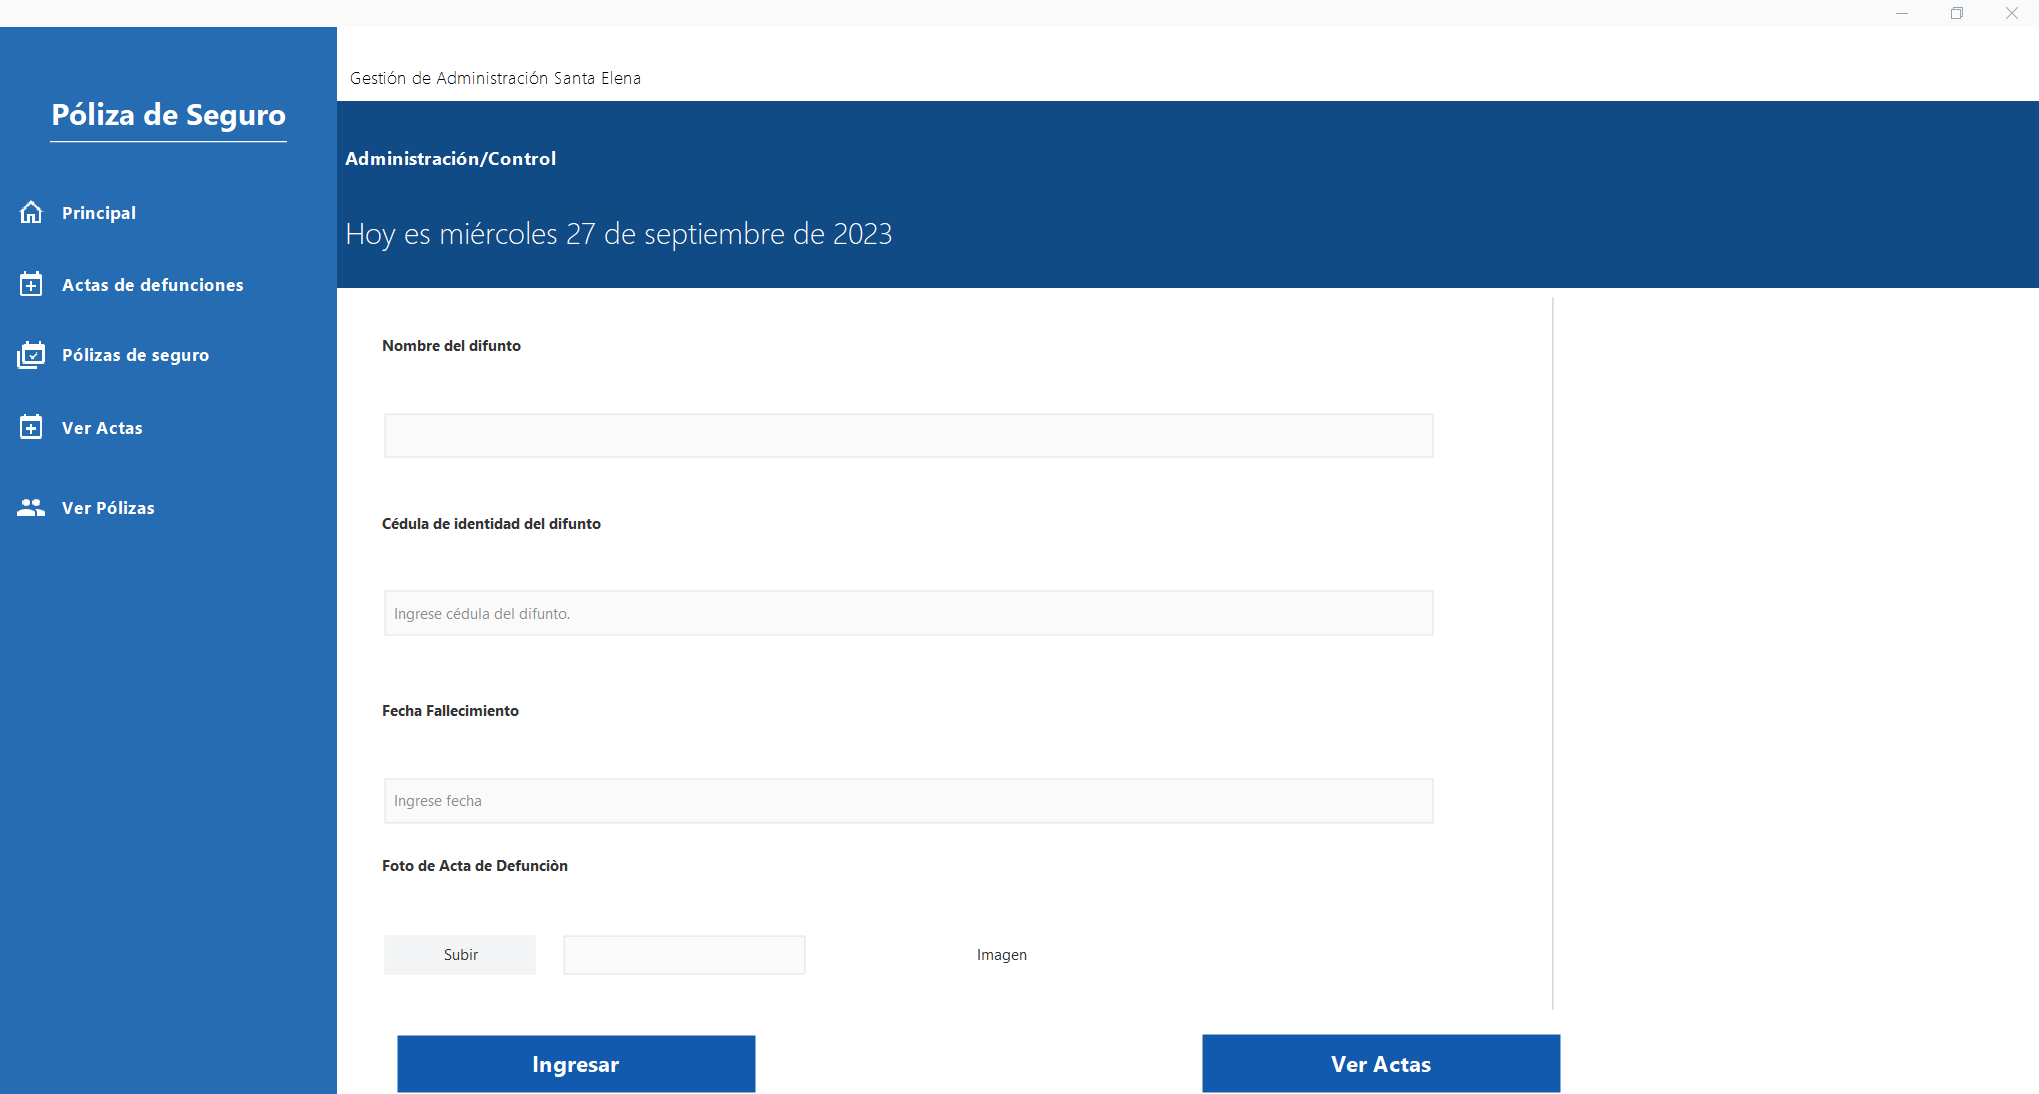 Póliza de Seguro
Principal
Actas de defunciones
Pólizas de seguro
Ver Actas
Ver Pólizas
Gestión de Administración Santa Elena
Administración/Control
Hoy es miércoles 27 de septiembre de 2023
Nombre del difunto
Cédula de identidad del difunto
Ingrese cédula del difunto.
Fecha Fallecimiento
Ingrese fecha
Foto de Acta de Defunciòn
Subir
Imagen
Ingresar
Ver Actas